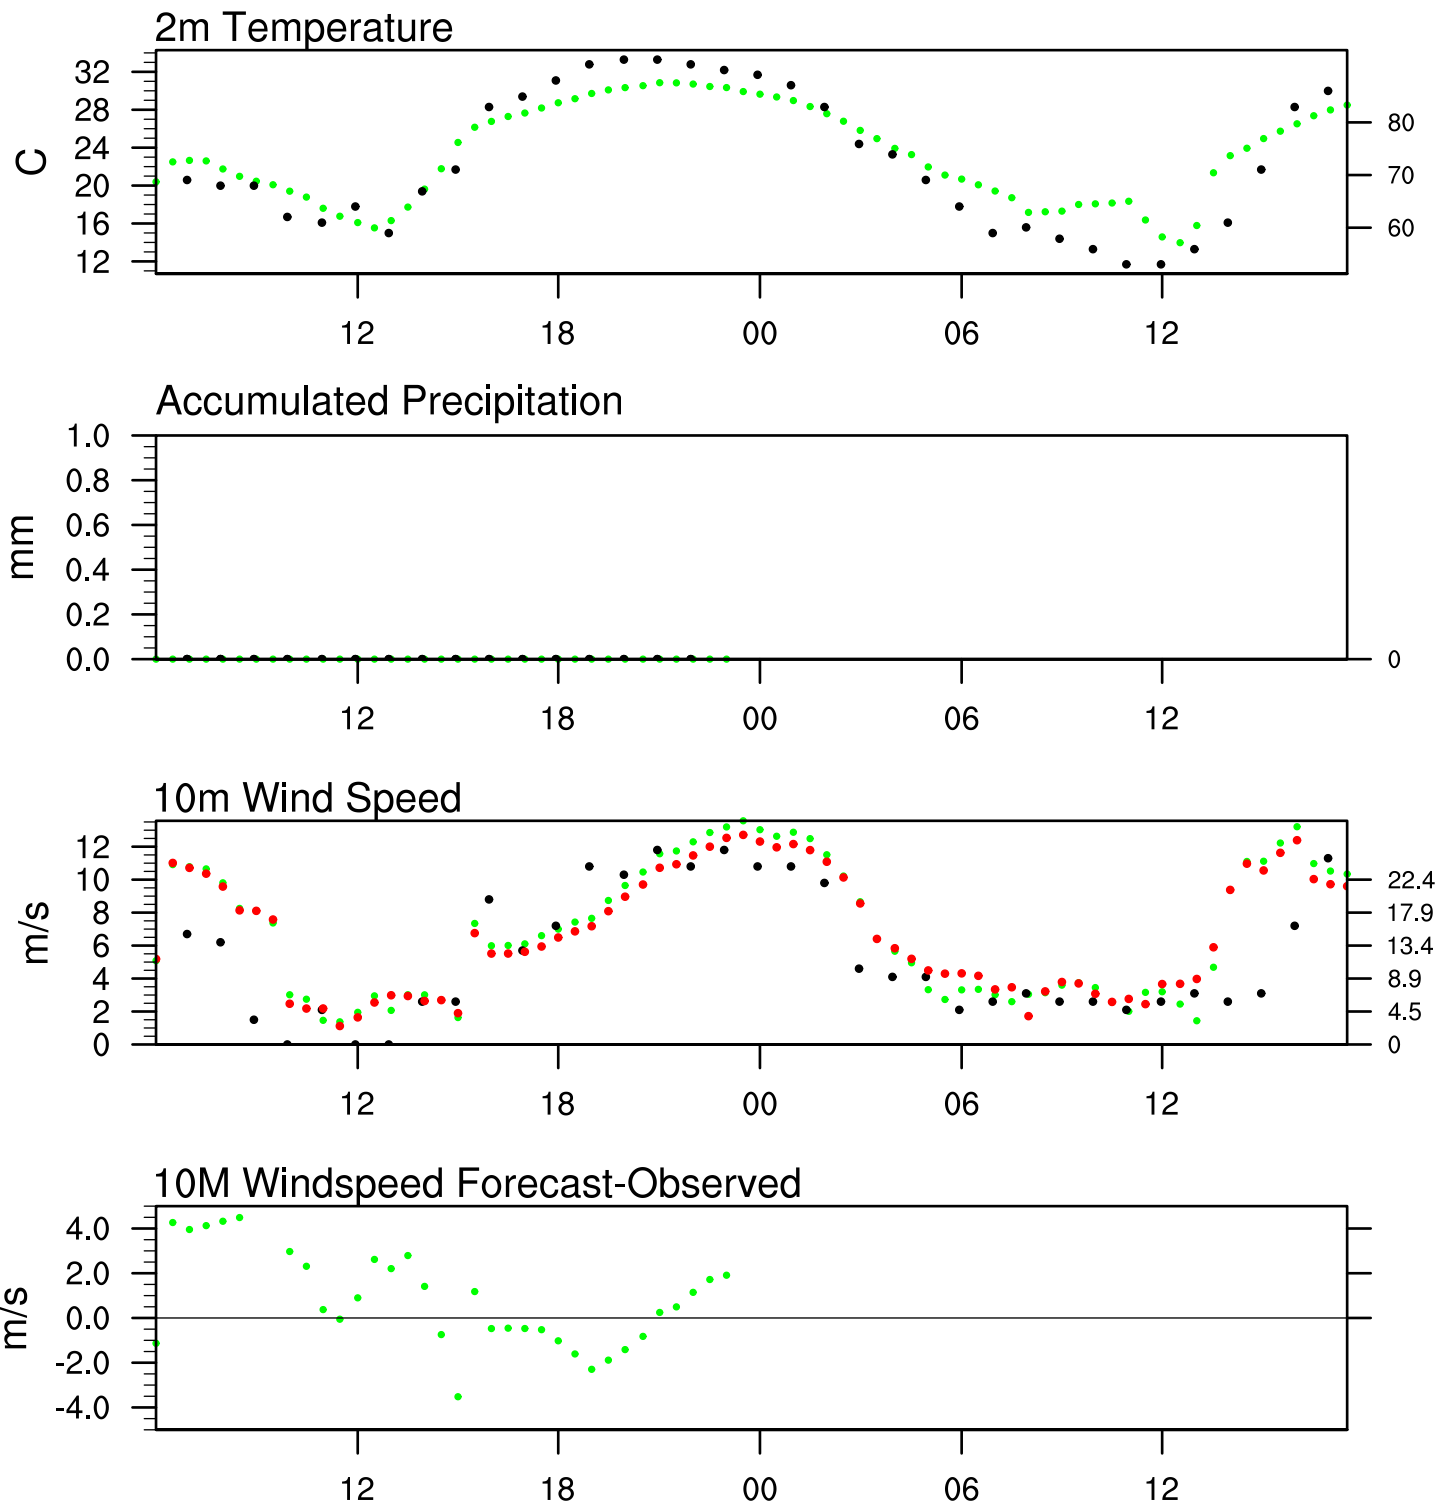 2m Temperature
32
28
24
20
16
12
C
80
70
60
12 18 00 06 12
Accumulated Precipitation
1.0
0.8
0.6
0.4
0.2
0.0
mm
0
12 18 00 06 12
10m Wind Speed
12
10
8
6
4
2
0
m/s
22.4
17.9
13.4
8.9
4.5
0
12 18 00 06 12
10M Windspeed Forecast-Observed
4.0
2.0
0.0
-2.0
-4.0
m/s
12 18 00 06 12